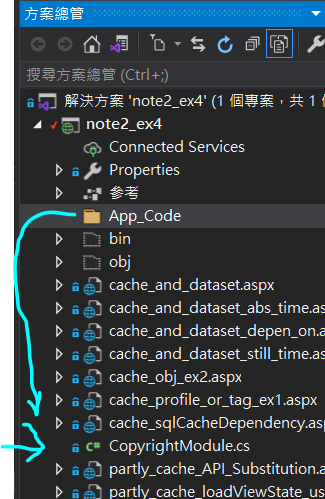 方案總管
搜尋方案總管 (Ctrl+;)
解決方案 'note2_ex4' (1 個專案，共 1
note2_ex4
Connected Services
Properties
參考
App_Code
bin
obj
cache_and_dataset.aspx
cache_and_dataset_abs_time.as
cache_and_dataset_depen_on.a
cache_and_dataset_still_time.as
cache_obj_ex2.aspx
cache_profile_or_tag_ex1.aspx
cache_sqlCacheDependency.asp
C# CopyrightModule.cs
partly_cache_API_Substitution.a
partly_cache_loadViewState_us